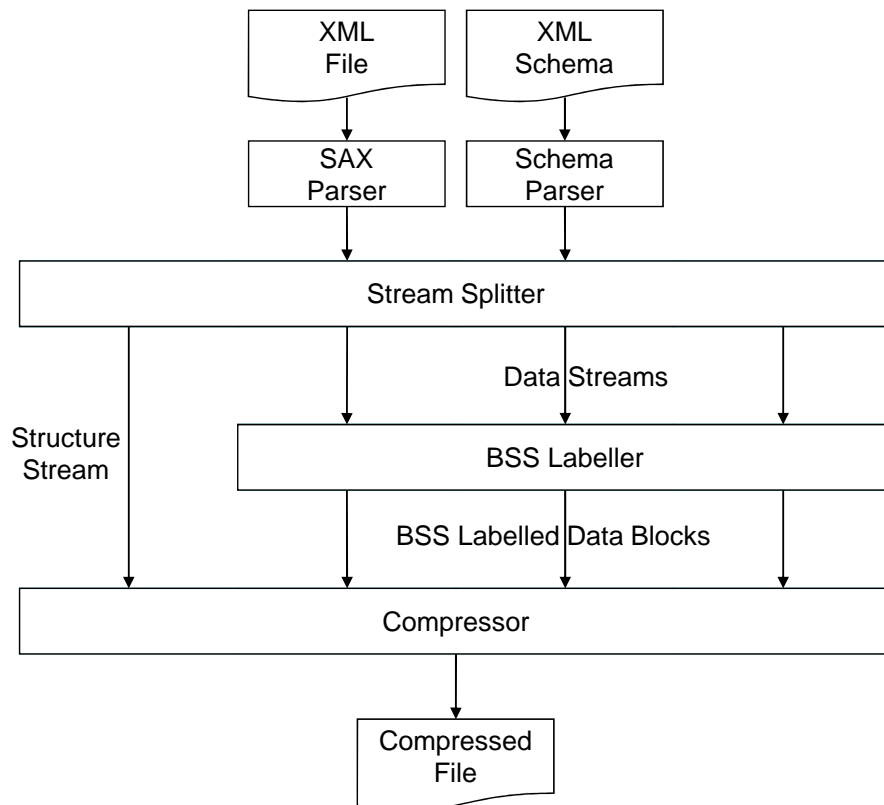 XML
File
XML
Schema
SAX
Parser
Schema
Parser
Stream Splitter
Data Streams
Structure
Stream
BSS Labeller
BSS Labelled Data Blocks
Compressor
Compressed
File